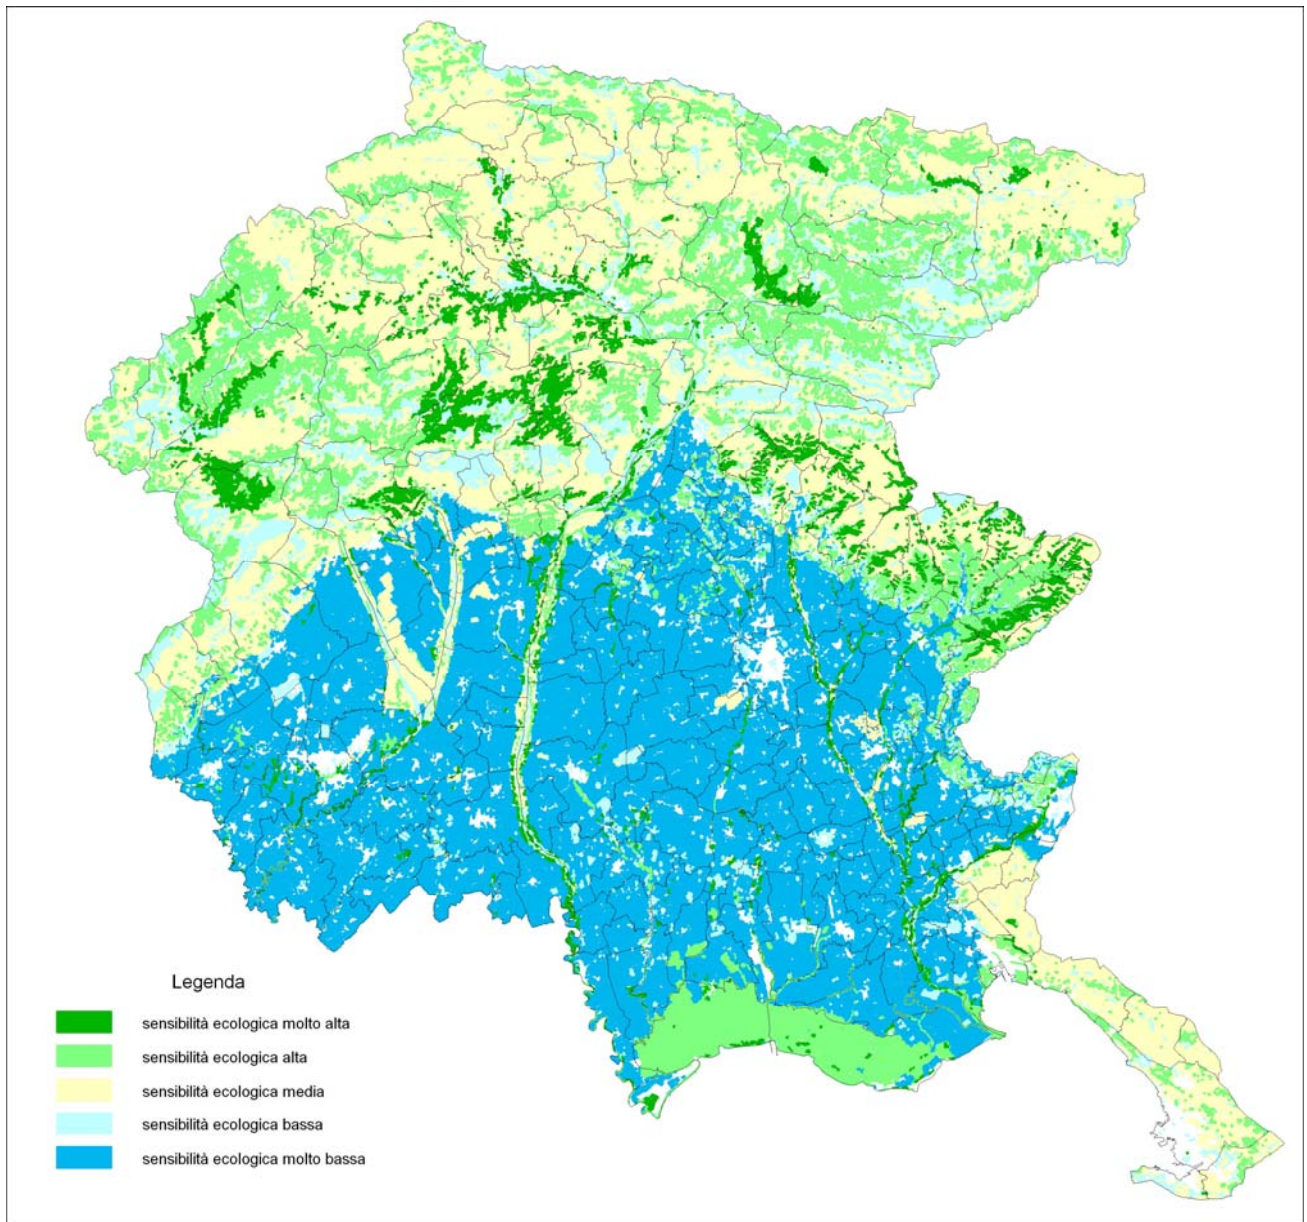 Legenda
sensibilità ecologica molto alta
sensibilità ecologica alta
sensibilità ecologica media
sensibilità ecologica bassa
sensibilità ecologica molto bassa